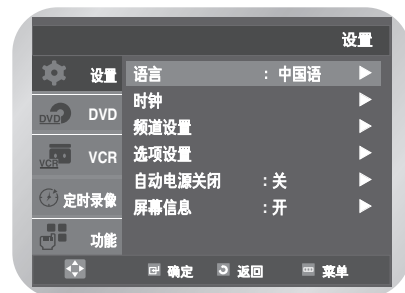 设置
设置
DVD
VCR
定时录像
功能
语言 : 中国语 ▶
时钟 ▶
频道设置 ▶
选项设置 ▶
自动电源关闭 : 关 ▶
屏幕信息 : 开 ▶
确定 返回 菜单